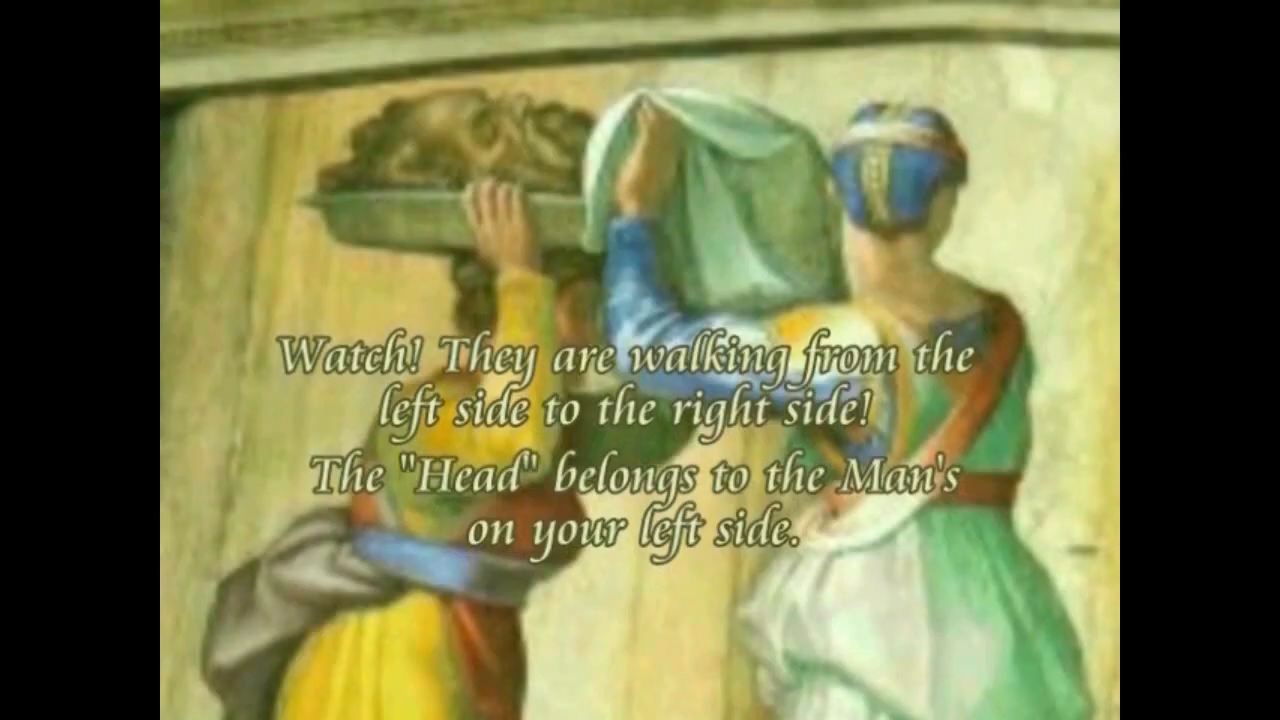 Watch! They are walking from the
left side to the right side!
The "Head" belongs to the Man's
on your left side.